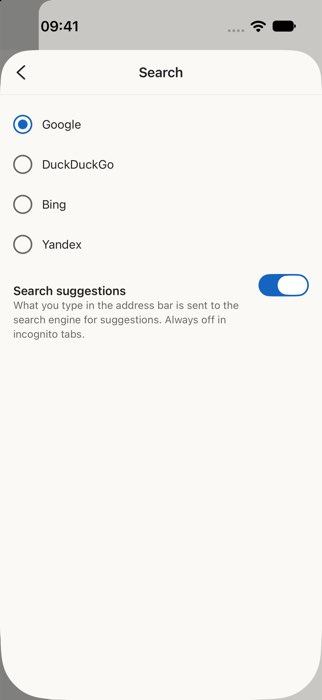 09:41
Search
Google
DuckDuckGo
Bing
Yandex
Search suggestions
What you type in the address bar is sent to the
search engine for suggestions. Always off in
incognito tabs.